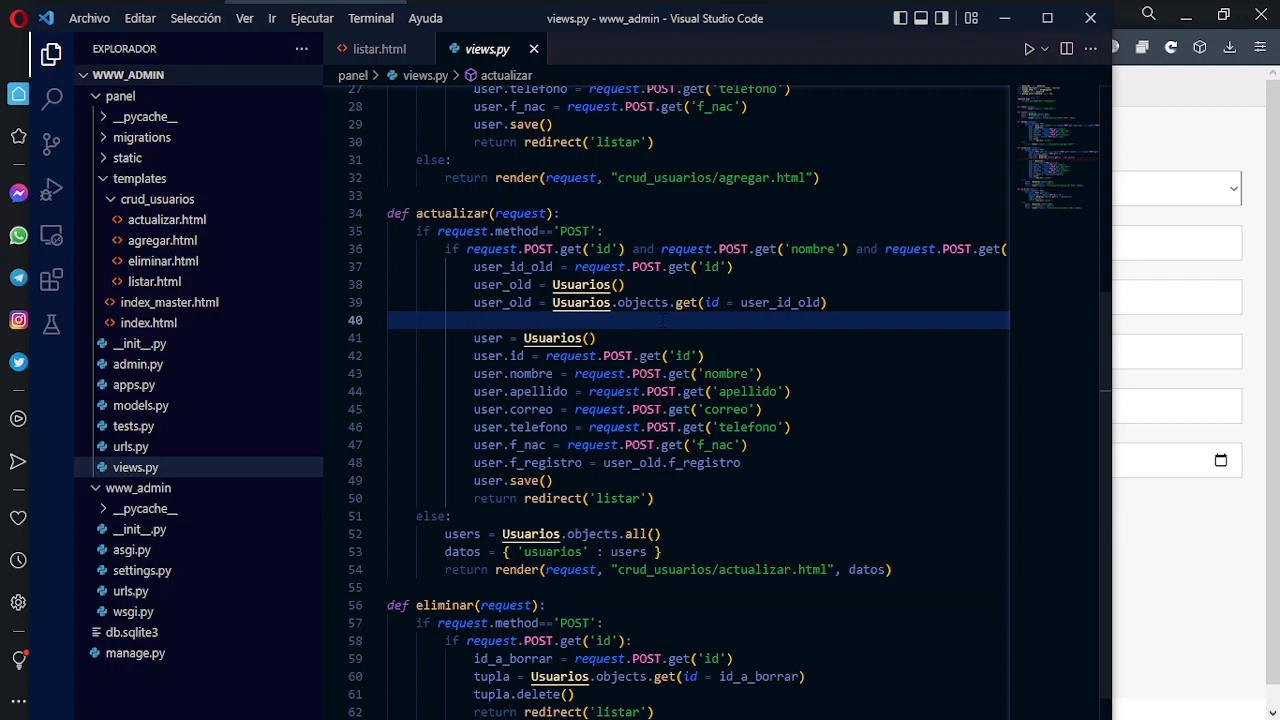 Archivo Editar Selección Ver Ir Ejecutar Terminal Ayuda views.py - www_admin - Visual Studio Code
EXPLORADOR
WWW_ADMIN
panel
__pycache__
migrations
static
templates
crud_usuarios
actualizar.html
agregar.html
eliminar.html
listar.html
index_master.html
index.html
__init__.py
admin.py
apps.py
models.py
tests.py
urls.py
views.py
www_admin
__pycache__
__init__.py
asgi.py
settings.py
urls.py
wsgi.py
db.sqlite3
manage.py
listar.html views.py
panel > views.py > actualizar
27 user.telefono = request.POST.get('telefono')
28 user.f_nac = request.POST.get('f_nac')
29 user.save()
30 return redirect('listar')
31 else:
32 return render(request, "crud_usuarios/agregar.html")
33
34 def actualizar(request):
35 if request.method=='POST':
36 if request.POST.get('id') and request.POST.get('nombre') and request.POST.get(
37 user_id_old = request.POST.get('id')
38 user_old = Usuarios()
39 user_old = Usuarios.objects.get(id = user_id_old)
40
41 user = Usuarios()
42 user.id = request.POST.get('id')
43 user.nombre = request.POST.get('nombre')
44 user.apellido = request.POST.get('apellido')
45 user.correo = request.POST.get('correo')
46 user.telefono = request.POST.get('telefono')
47 user.f_nac = request.POST.get('f_nac')
48 user.f_registro = user_old.f_registro
49 user.save()
50 return redirect('listar')
51 else:
52 users = Usuarios.objects.all()
53 datos = { 'usuarios' : users }
54 return render(request, "crud_usuarios/actualizar.html", datos)
55
56 def eliminar(request):
57 if request.method=='POST':
58 if request.POST.get('id'):
59 id_a_borrar = request.POST.get('id')
60 tupla = Usuarios.objects.get(id = id_a_borrar)
61 tupla.delete()
62 return redirect('listar')